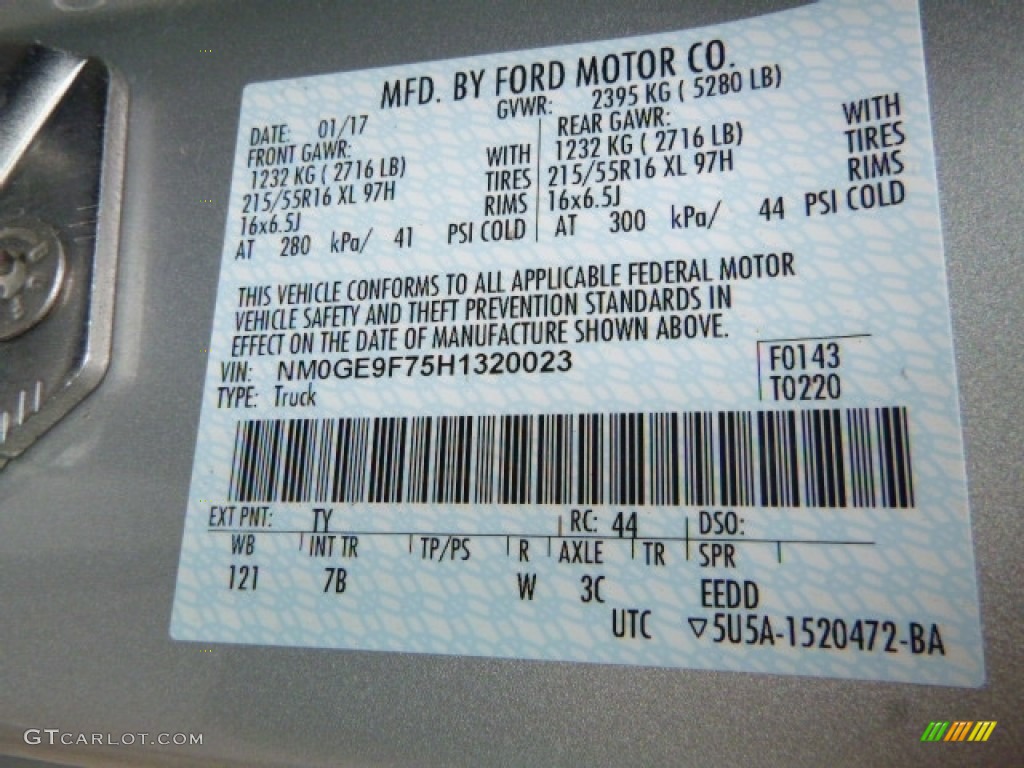 MFD. BY FORD MOTOR CO.
DATE: 01/17 GVWR: 2395 KG ( 5280 LB)
FRONT GAWR: REAR GAWR:
1232 KG ( 2716 LB) WITH 1232 KG ( 2716 LB) WITH
215/55R16 XL 97H TIRES 215/55R16 XL 97H TIRES
16x6.5J RIMS 16x6.5J RIMS
AT 280 kPa/ 41 PSI COLD AT 300 kPa/ 44 PSI COLD
THIS VEHICLE CONFORMS TO ALL APPLICABLE FEDERAL MOTOR
VEHICLE SAFETY AND THEFT PREVENTION STANDARDS IN
EFFECT ON THE DATE OF MANUFACTURE SHOWN ABOVE.
VIN: NM0GE9F75H1320023 F0143
TYPE: Truck T0220
EXT PNT: TY RC: 44 DSO:
WB INT TR TP/PS R AXLE TR SPR
121 7B W 3C EEDD
UTC ▽5U5A-1520472-BA
GTCARLOT.COM